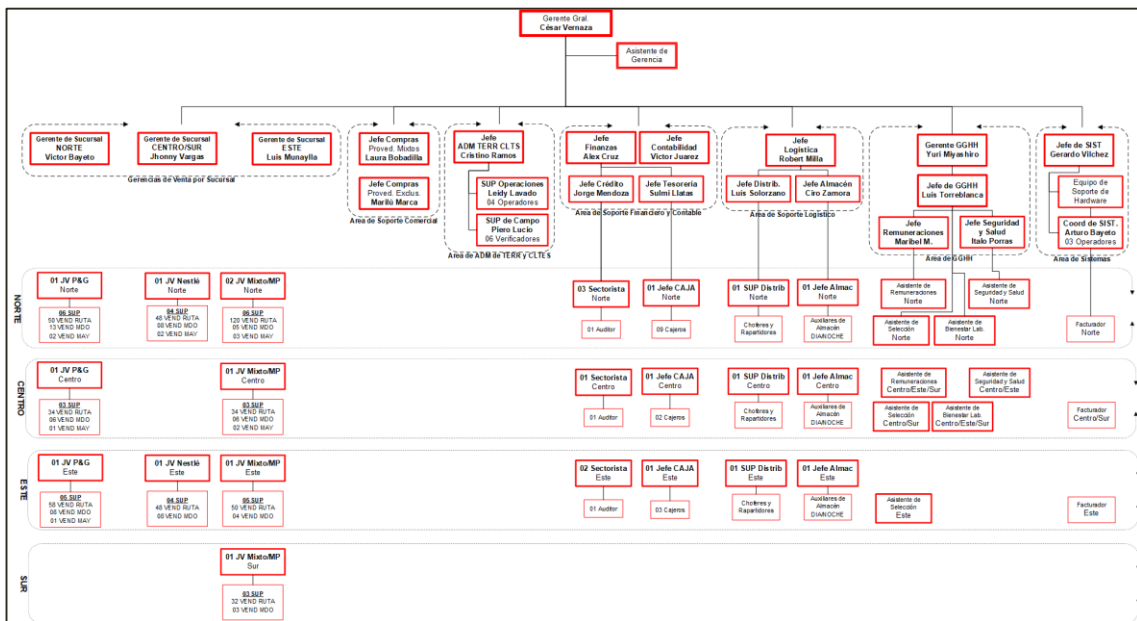 Gerente Gral.
César Vernaza
Asistente de
Gerencia
Gerente de Sucursal
NORTE
Victor Bayeto
Gerente de Sucursal
CENTRO/SUR
Jhonny Vargas
Gerente de Sucursal
ESTE
Luis Munaylla
Gerencias de Venta por Sucursal
Jefe Compras
Proved. Mixtos
Laura Bobadilla
Jefe Compras
Proved. Exclus.
Marilú Marca
Area de Soporte Comercial
Jefe
ADM TERR CLTS
Cristino Ramos
SUP Operaciones
Leidy Lavado
04 Operadores
SUP de Campo
Piero Lucio
06 Verificadores
Area de ADM de TERR y CLTES
Jefe
Finanzas
Alex Cruz
Jefe
Contabilidad
Victor Juarez
Jefe Crédito
Jorge Mendoza
Jefe Tesorería
Sulmi Llatas
Area de Soporte Financiero y Contable
Jefe
Logística
Robert Milla
Jefe Distrib.
Luis Solorzano
Jefe Almacén
Ciro Zamora
Area de Soporte Logístico
Gerente GGHH
Yuri Miyashiro
Jefe de GGHH
Luis Torreblanca
Jefe
Remuneraciones
Maribel M.
Jefe Seguridad
y Salud
Italo Porras
Area de GGHH
Jefe de SIST
Gerardo Vilchez
Equipo de
Soporte de
Hardware
Coord de SIST.
Arturo Bayeto
03 Operadores
Area de Sistemas
NORTE
01 JV P&G
Norte
06 SUP
50 VEND RUTA
13 VEND MDO
02 VEND MAY
01 JV Nestlé
Norte
04 SUP
48 VEND RUTA
08 VEND MDO
02 VEND MAY
02 JV Mixto/MP
Norte
06 SUP
120 VEND RUTA
05 VEND MDO
03 VEND MAY
03 Sectorista
Norte
01 Auditor
01 Jefe CAJA
Norte
09 Cajeros
01 SUP Distrib
Norte
Choferes y
Repartidores
01 Jefe Almac
Norte
Auxiliares de
Almacén
DIA/NOCHE
Asistente de
Remuneraciones
Norte
Asistente de
Seguridad y Salud
Norte
Asistente de
Selección
Norte
Asistente de
Bienestar Lab.
Norte
Facturador
Norte
CENTRO
01 JV P&G
Centro
03 SUP
34 VEND RUTA
06 VEND MDO
01 VEND MAY
01 JV Mixto/MP
Centro
03 SUP
34 VEND RUTA
06 VEND MDO
02 VEND MAY
01 Sectorista
Centro
01 Auditor
01 Jefe CAJA
Centro
02 Cajeros
01 SUP Distrib
Centro
Choferes y
Repartidores
01 Jefe Almac
Centro
Auxiliares de
Almacén
DIA/NOCHE
Asistente de
Remuneraciones
Centro/Este/Sur
Asistente de
Seguridad y Salud
Centro/Este
Asistente de
Selección
Centro/Sur
Asistente de
Bienestar Lab.
Centro/Este/Sur
Facturador
Centro/Sur
ESTE
01 JV P&G
Este
05 SUP
58 VEND RUTA
08 VEND MDO
01 VEND MAY
01 JV Nestlè
Este
04 SUP
48 VEND RUTA
08 VEND MDO
01 JV Mixto/MP
Este
05 SUP
50 VEND RUTA
04 VEND MDO
02 Sectorista
Este
01 Auditor
01 Jefe CAJA
Este
03 Cajeros
01 SUP Distrib
Este
Choferes y
Repartidores
01 Jefe Almac
Este
Auxiliares de
Almacén
DIA/NOCHE
Asistente de
Selección
Este
Facturador
Este
SUR
01 JV Mixto/MP
Sur
03 SUP
32 VEND RUTA
03 VEND MDO